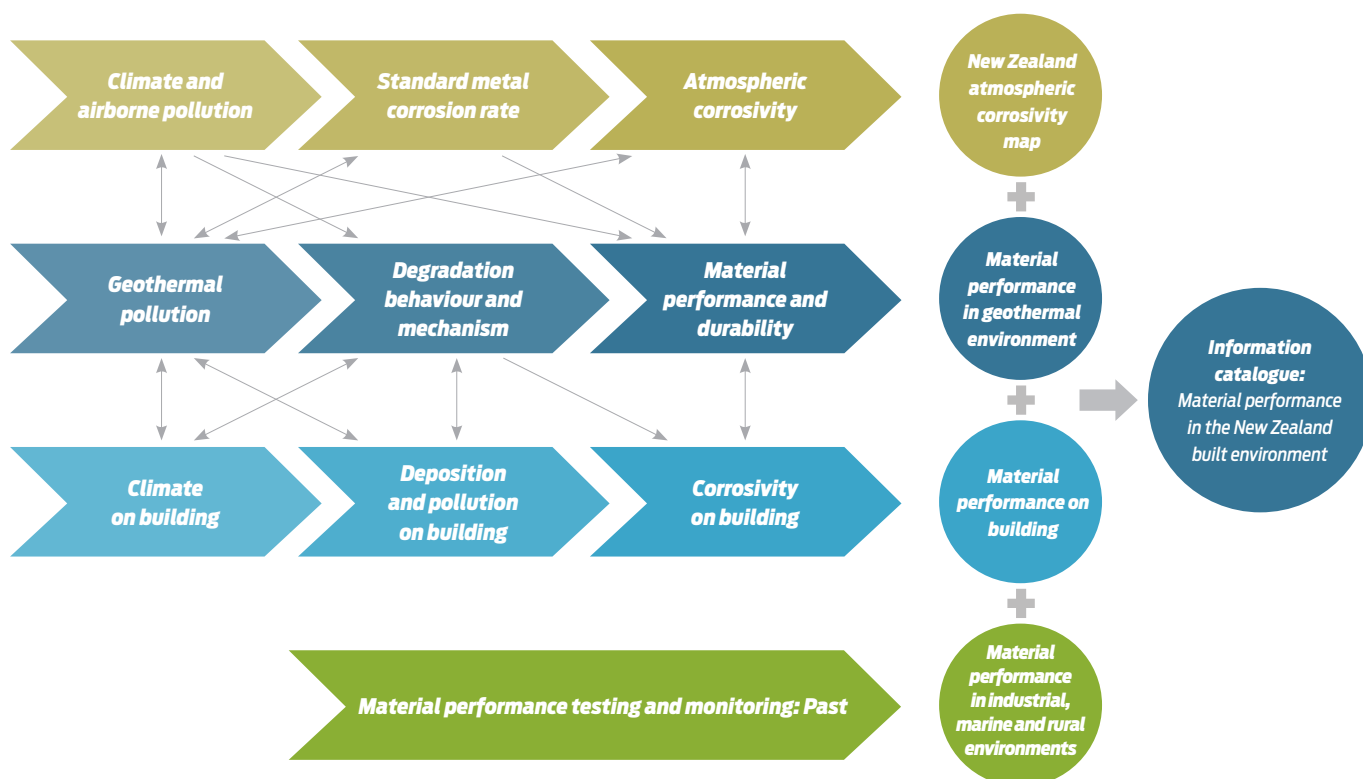 Climate and
airborne pollution
Standard metal
corrosion rate
Atmospheric
corrosivity
New Zealand
atmospheric
corrosivity
map
Geothermal
pollution
Degradation
behaviour and
mechanism
Material
performance and
durability
Material
performance
in geothermal
environment
Information
catalogue:
Material performance
in the New Zealand
built environment
Climate
on building
Deposition
and pollution
on building
Corrosivity
on building
Material
performance on
building
Material performance testing and monitoring: Past
Material
performance
in industrial,
marine and rural
environments